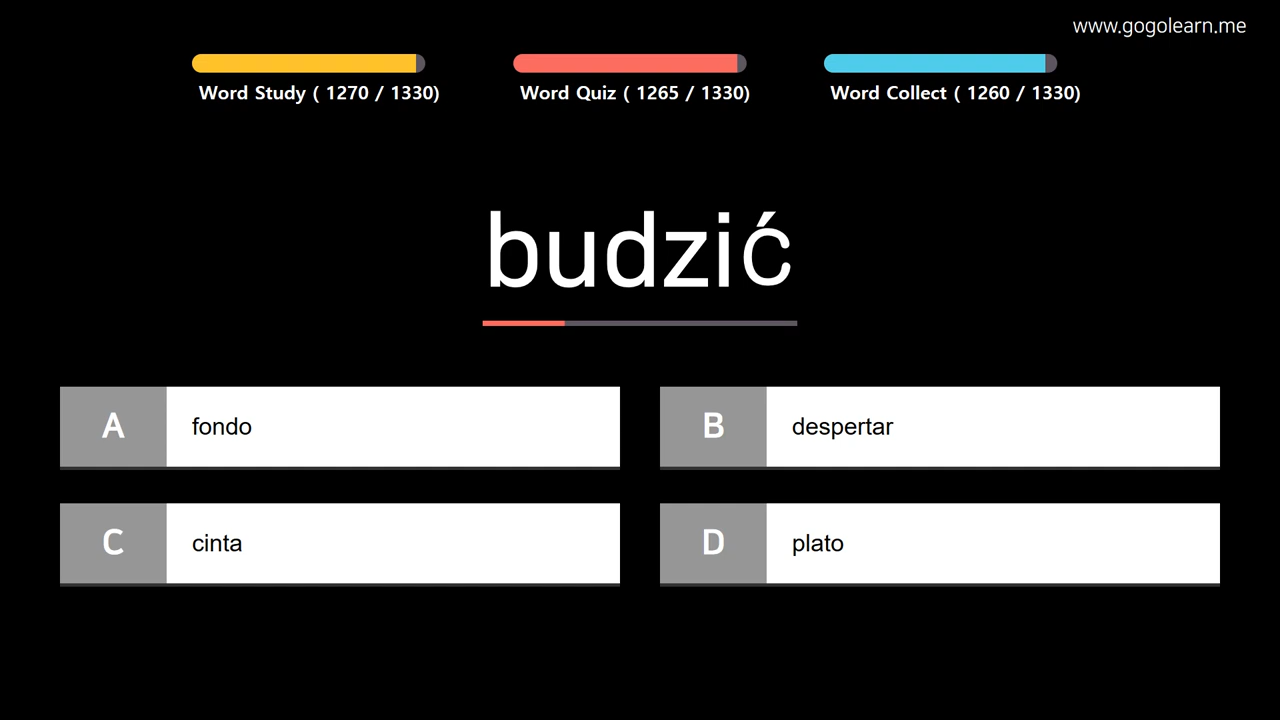 www.gogolearn.me
Word Study ( 1270 / 1330)
Word Quiz ( 1265 / 1330)
Word Collect ( 1260 / 1330)
budzić
A fondo
B despertar
C cinta
D plato